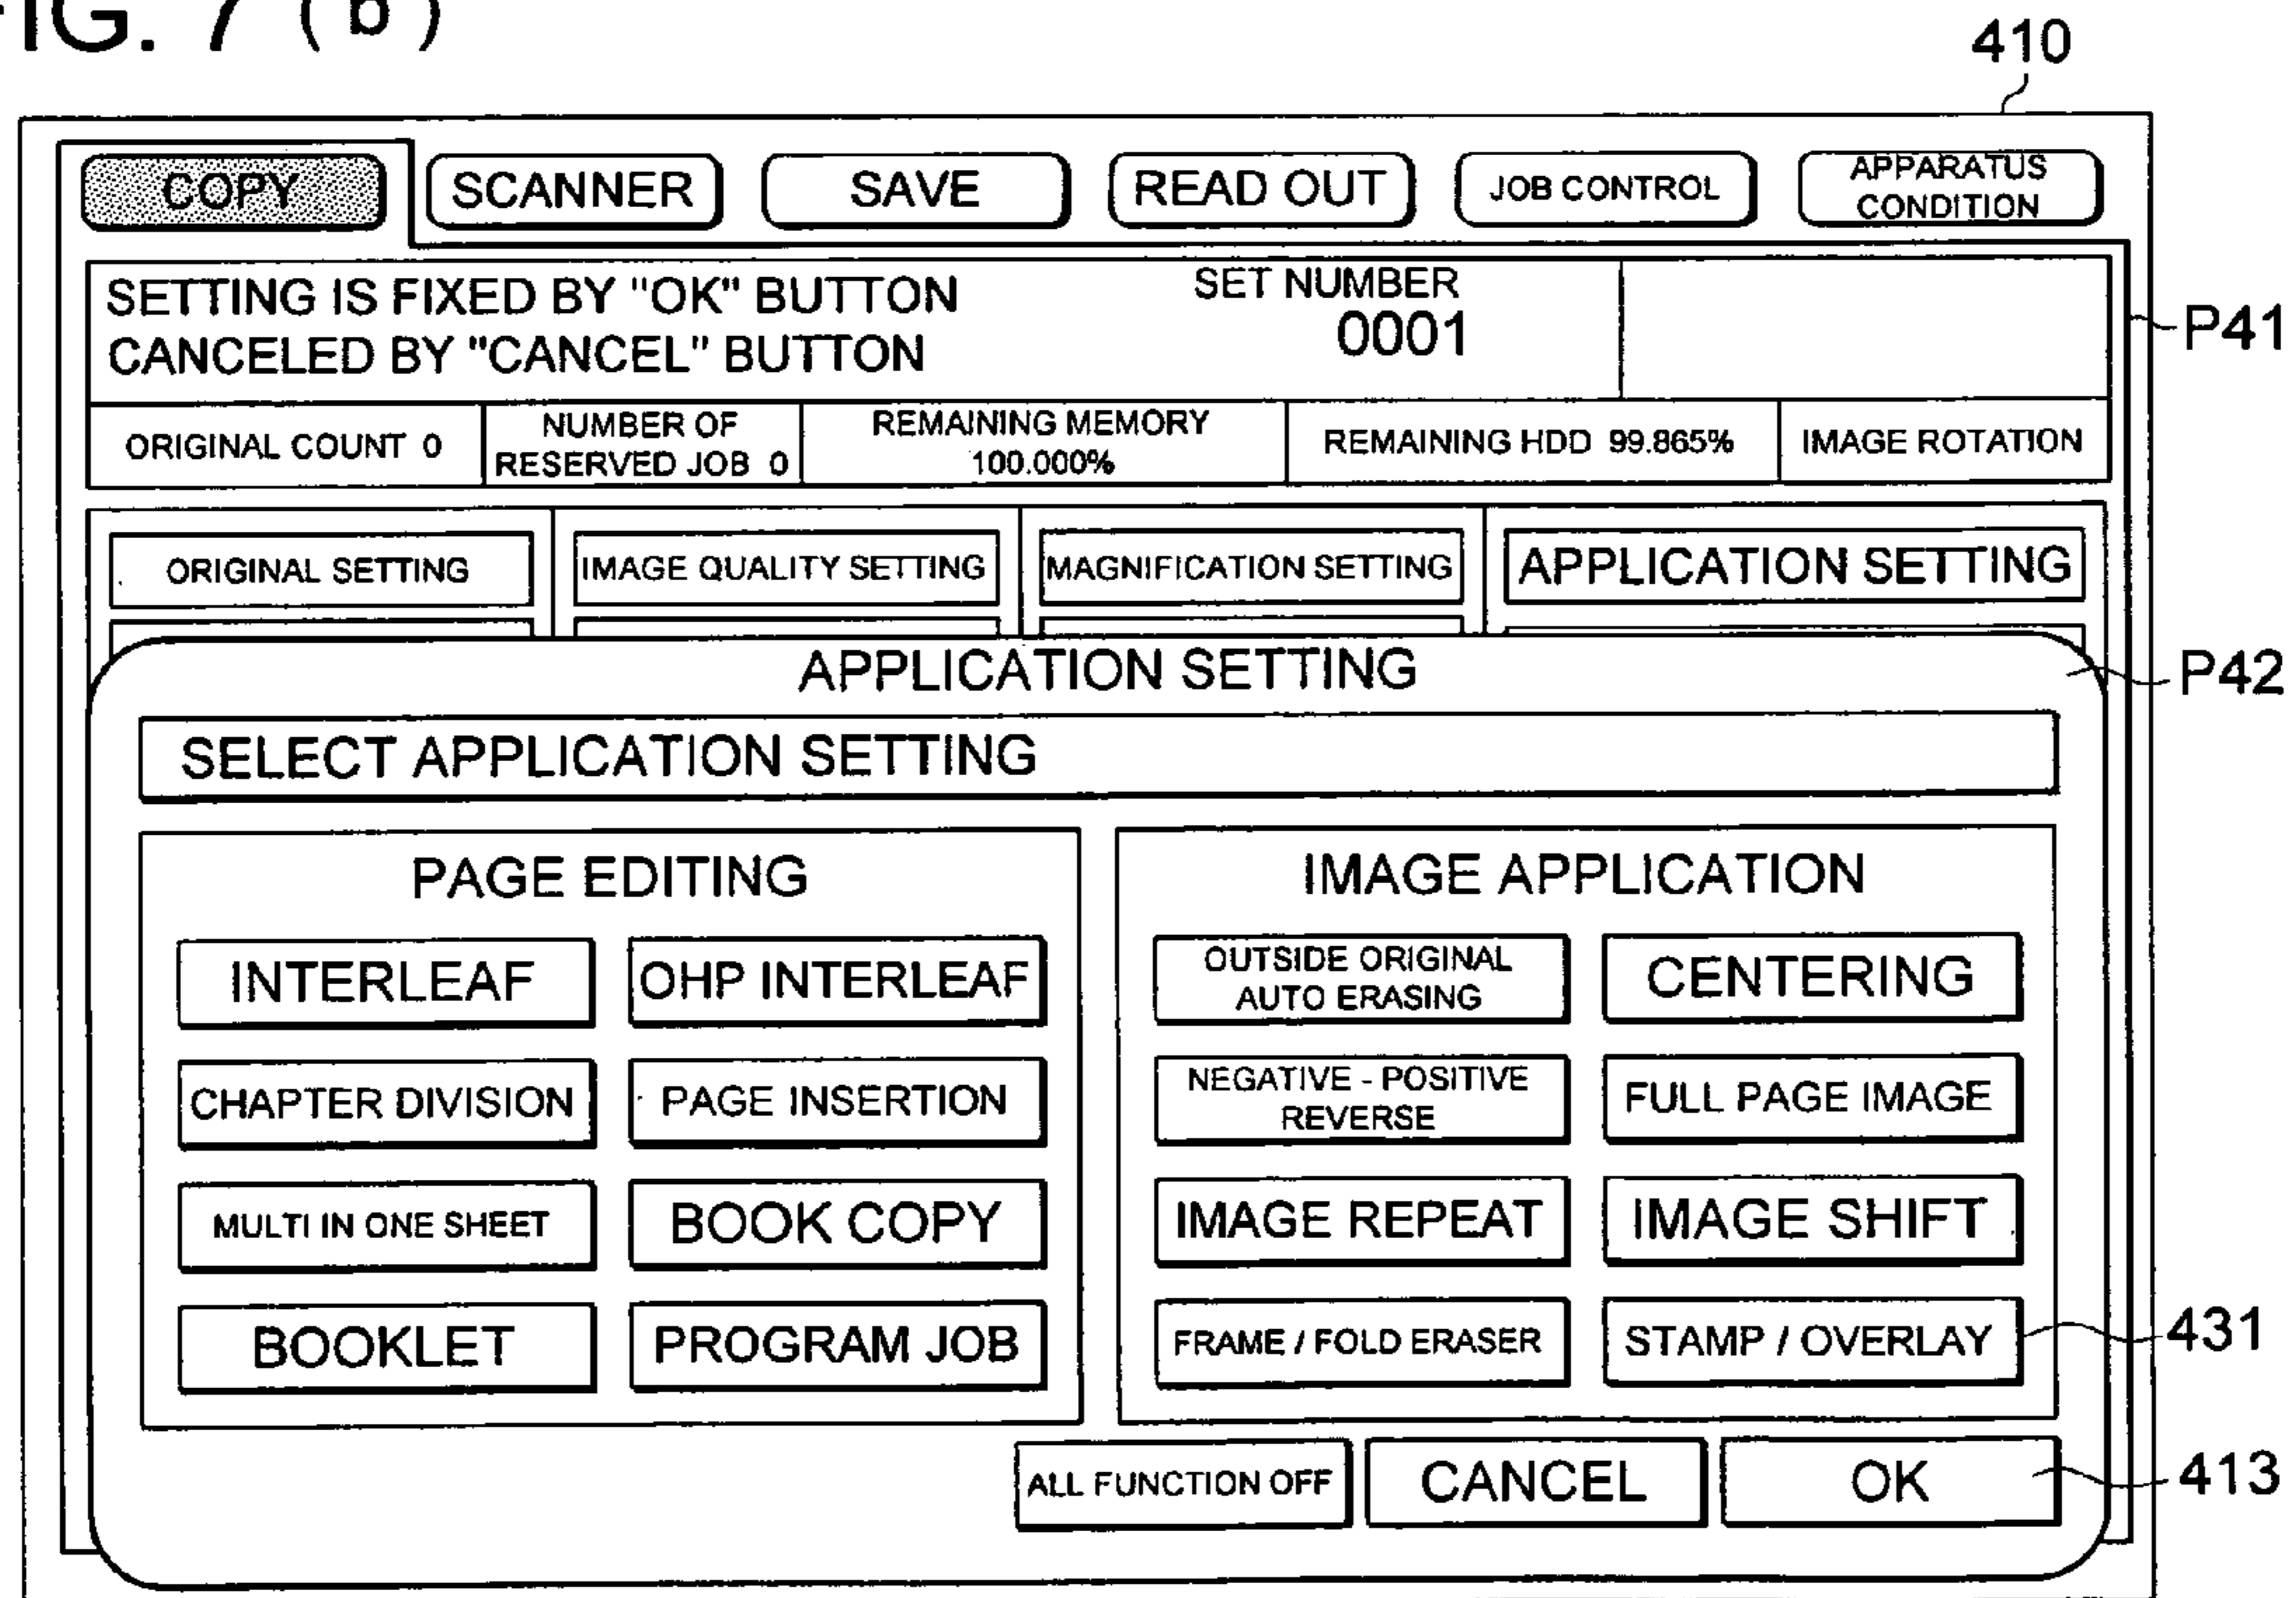 FIG. 7 (b)
410
COPY SCANNER SAVE READ OUT JOB CONTROL APPARATUS
CONDITION
SETTING IS FIXED BY "OK" BUTTON SET NUMBER
CANCELED BY "CANCEL" BUTTON 0001
P41
ORIGINAL COUNT 0 NUMBER OF
RESERVED JOB 0 REMAINING MEMORY
100.000% REMAINING HDD 99.865% IMAGE ROTATION
ORIGINAL SETTING IMAGE QUALITY SETTING MAGNIFICATION SETTING APPLICATION SETTING
APPLICATION SETTING
P42
SELECT APPLICATION SETTING
PAGE EDITING
INTERLEAF OHP INTERLEAF
CHAPTER DIVISION PAGE INSERTION
MULTI IN ONE SHEET BOOK COPY
BOOKLET PROGRAM JOB
IMAGE APPLICATION
OUTSIDE ORIGINAL
AUTO ERASING CENTERING
NEGATIVE - POSITIVE
REVERSE FULL PAGE IMAGE
IMAGE REPEAT IMAGE SHIFT
FRAME / FOLD ERASER STAMP / OVERLAY
431
ALL FUNCTION OFF CANCEL OK
413